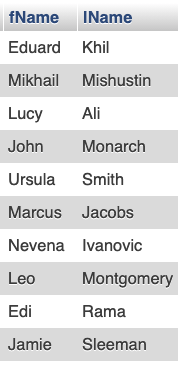 fName lName
Eduard Khil
Mikhail Mishustin
Lucy Ali
John Monarch
Ursula Smith
Marcus Jacobs
Nevena Ivanovic
Leo Montgomery
Edi Rama
Jamie Sleeman